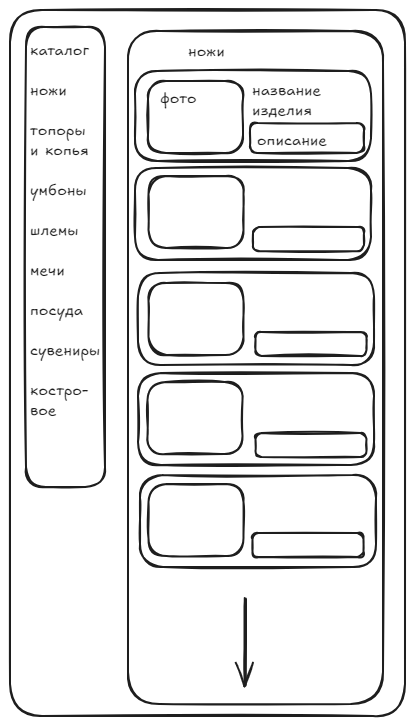 каталог
ножи
топоры
и копья
умбоны
шлемы
мечи
посуда
сувениры
костро-
вое
ножи
фото
название
изделия
описание